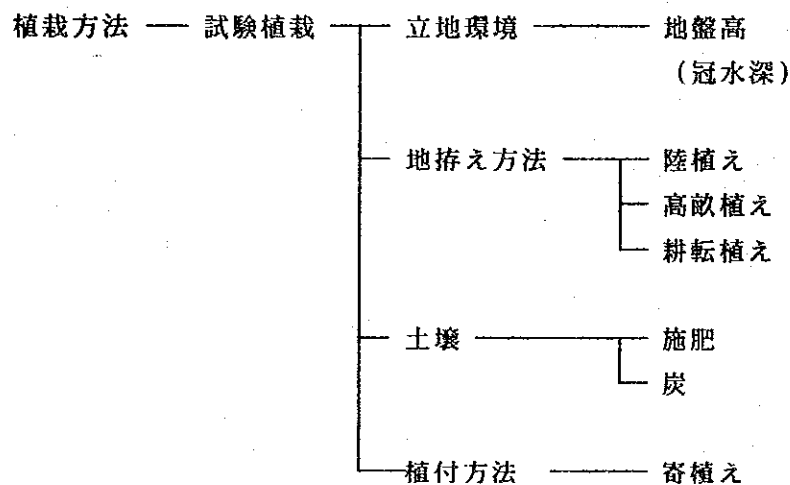 植栽方法 試験植栽 立地環境 地盤高
(冠水深)
地拵え方法 陸植え
高畝植え
耕転植え
土壌 施肥
炭
植付方法 寄植え